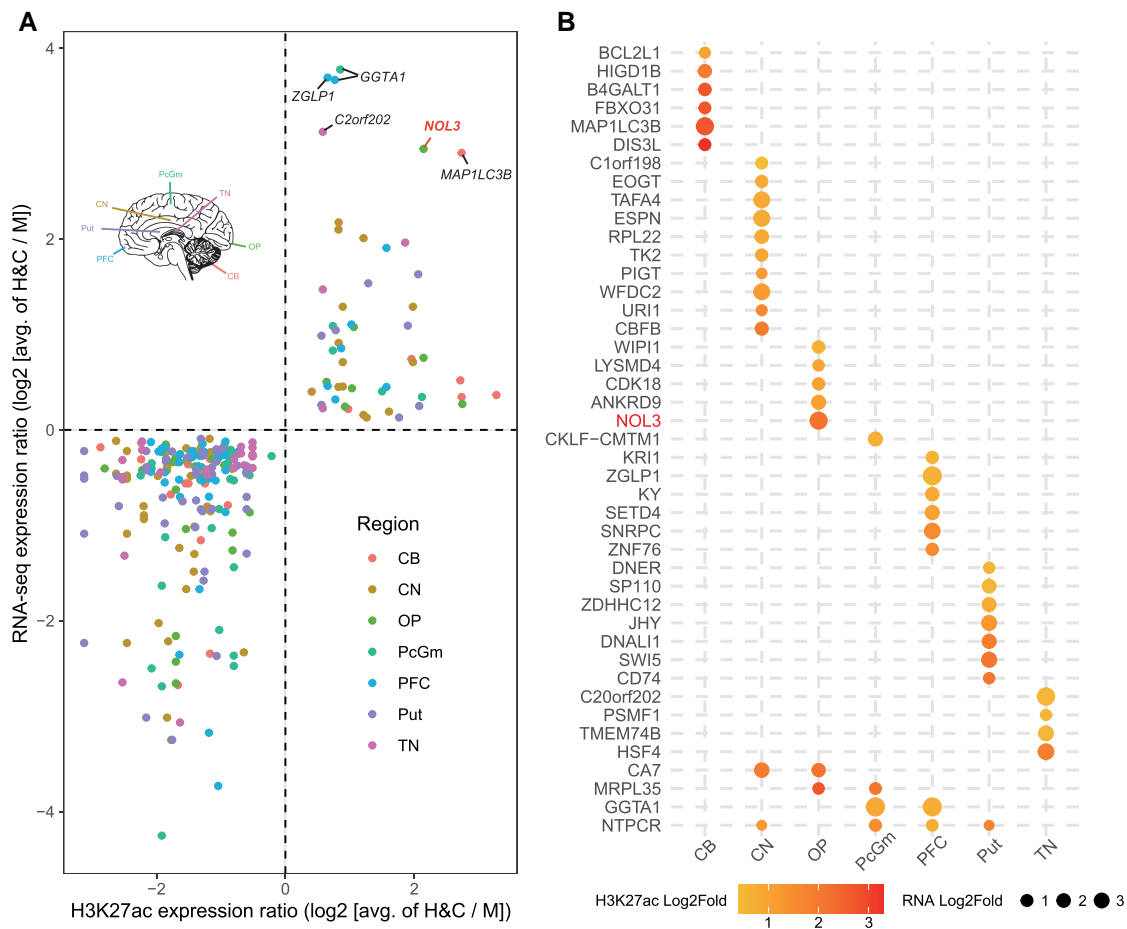 A
RNA-seq expression ratio (log2 [avg. of H&C / M])
4
2
0
−2
−4
GGTA1
ZGLP1
C2orf202
NOL3
MAP1LC3B
PcGm
TN
CN
Put
PFC
OP
CB
Region
CB
CN
OP
PcGm
PFC
Put
TN
−2
0
2
H3K27ac expression ratio (log2 [avg. of H&C / M])
B
BCL2L1
HIGD1B
B4GALT1
FBXO31
MAP1LC3B
DIS3L
C1orf198
EOGT
TAFA4
ESPN
RPL22
TK2
PIGT
WFDC2
URI1
CBFB
WIPI1
LYSMD4
CDK18
ANKRD9
NOL3
CKLF−CMTM1
KRI1
ZGLP1
KY
SETD4
SNRPC
ZNF76
DNER
SP110
ZDHHC12
JHY
DNALI1
SWI5
CD74
C20orf202
PSMF1
TMEM74B
HSF4
CA7
MRPL35
GGTA1
NTPCR
CB
CN
OP
PcGm
PFC
Put
TN
H3K27ac Log2Fold
1
2
3
RNA Log2Fold
1
2
3